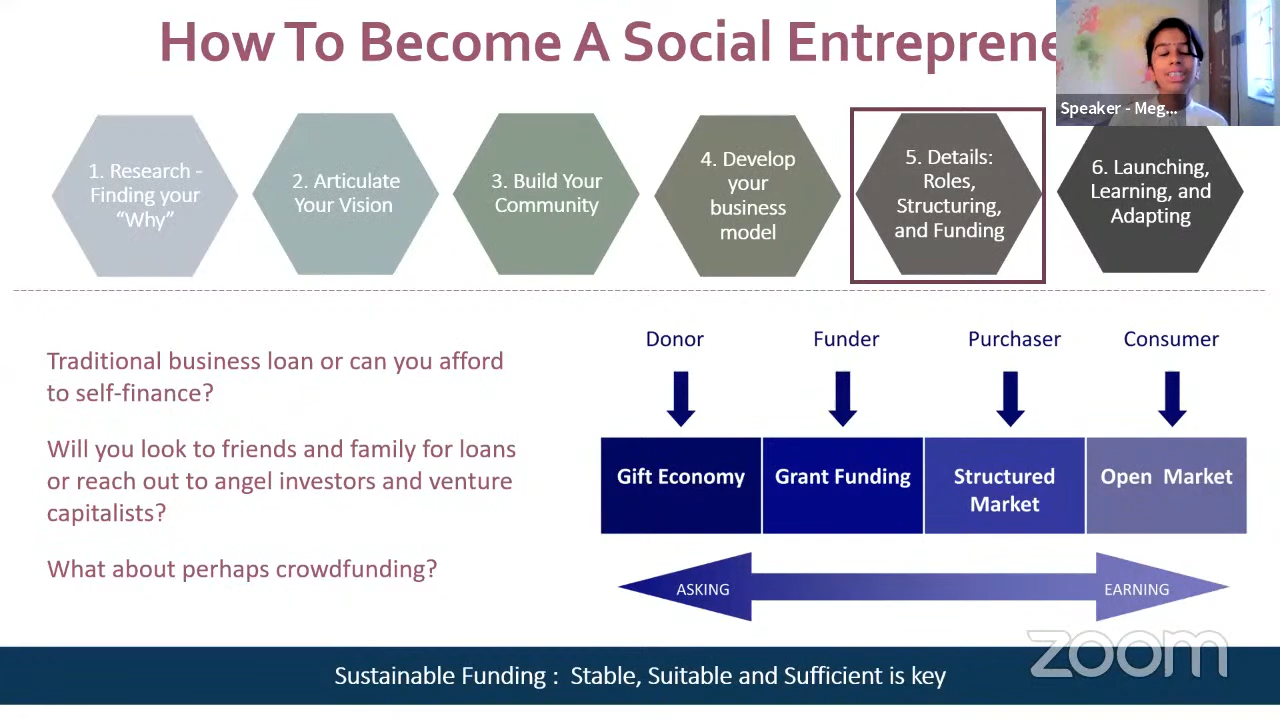 How To Become A Social Entreprene
Speaker - Meg...
1. Research -
Finding your
“Why”
2. Articulate
Your Vision
3. Build Your
Community
4. Develop
your
business
model
5. Details:
Roles,
Structuring,
and Funding
6. Launching,
Learning, and
Adapting
Traditional business loan or can you afford
to self-finance?
Will you look to friends and family for loans
or reach out to angel investors and venture
capitalists?
What about perhaps crowdfunding?
Donor
Funder
Purchaser
Consumer
Gift Economy
Grant Funding
Structured
Market
Open Market
ASKING
EARNING
zoom
Sustainable Funding : Stable, Suitable and Sufficient is key